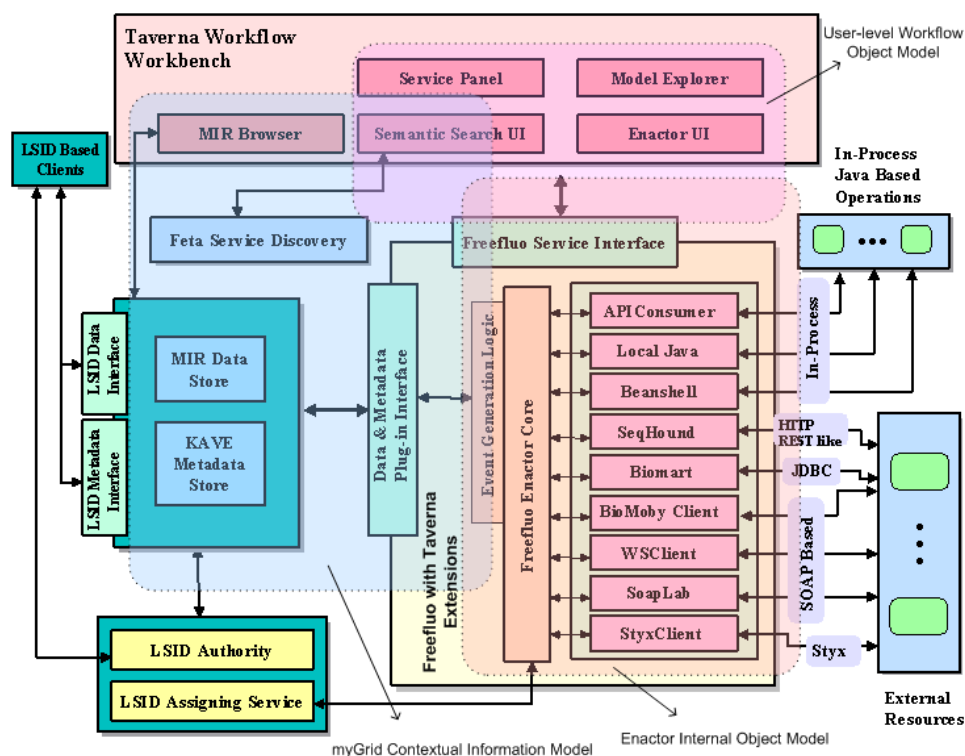 Taverna Workflow
Workbench
User-level Workflow
Object Model
Service Panel
Model Explorer
MIR Browser
Semantic Search UI
Enactor UI
LSID Based
Clients
In-Process
Java Based
Operations
Feta Service Discovery
Freefluo Service Interface
LSID Data
Interface
LSID Metadata
Interface
MIR Data
Store
KAVE
Metadata
Store
Data & Metadata
Plug-in Interface
Event Generation Logic
Freefluo Enactor Core
Freefluo with Taverna
Extensions
APIConsumer
Local Java
Beanshell
SeqHound
Biomart
BioMoby Client
WSClient
SoapLab
StyxClient
In-Process
HTTP
REST like
JDBC
SOAP Based
Styx
External
Resources
LSID Authority
LSID Assigning Service
myGrid Contextual Information Model
Enactor Internal Object Model